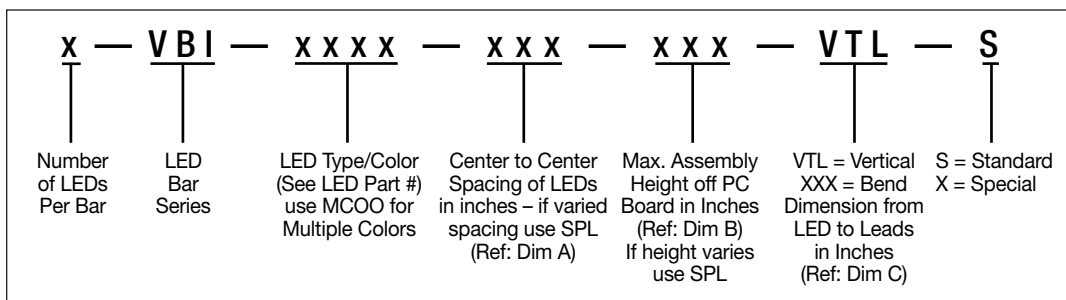 x — VBI — xxxx — xxx — xxx — VTL — S
Number
of LEDs
Per Bar
LED
Bar
Series
LED Type/Color
(See LED Part #)
use MCOO for
Multiple Colors
Center to Center
Spacing of LEDs
in inches – if varied
spacing use SPL
(Ref: Dim A)
Max. Assembly
Height off PC
Board in Inches
(Ref: Dim B)
If height varies
use SPL
VTL = Vertical
XXX = Bend
Dimension from
LED to Leads
in Inches
(Ref: Dim C)
S = Standard
X = Special